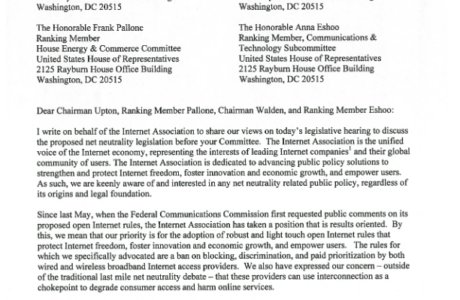 Washington, DC 20515
Washington, DC 20515
The Honorable Frank Pallone
Ranking Member
House Energy & Commerce Committee
United States House of Representatives
2125 Rayburn House Office Building
Washington, DC 20515
The Honorable Anna Eshoo
Ranking Member, Communications &
Technology Subcommittee
United States House of Representatives
2125 Rayburn House Office Building
Washington, DC 20515
Dear Chairman Upton, Ranking Member Pallone, Chairman Walden, and Ranking Member Eshoo:
I write on behalf of the Internet Association to share our views on today's legislative hearing to discuss
the proposed net neutrality legislation before your Committee. The Internet Association is the unified
voice of the Internet economy, representing the interests of leading Internet companies¹ and their global
community of users. The Internet Association is dedicated to advancing public policy solutions to
strengthen and protect Internet freedom, foster innovation and economic growth, and empower users.
As such, we are keenly aware of and interested in any net neutrality related public policy, regardless of
its origins and legal foundation.
Since last May, when the Federal Communications Commission first requested public comments on its
proposed open Internet rules, the Internet Association has taken a position that is results oriented. By
this, we mean that our priority is for the adoption of robust and light touch open Internet rules that
protect Internet freedom, foster innovation and economic growth, and empower users. The rules for
which we specifically advocated are a ban on blocking, discrimination, and paid prioritization by both
wired and wireless broadband Internet access providers. We also have expressed our concern – outside
of the traditional last mile net neutrality debate – that these providers can use interconnection as a
chokepoint to degrade consumer access and harm online services.